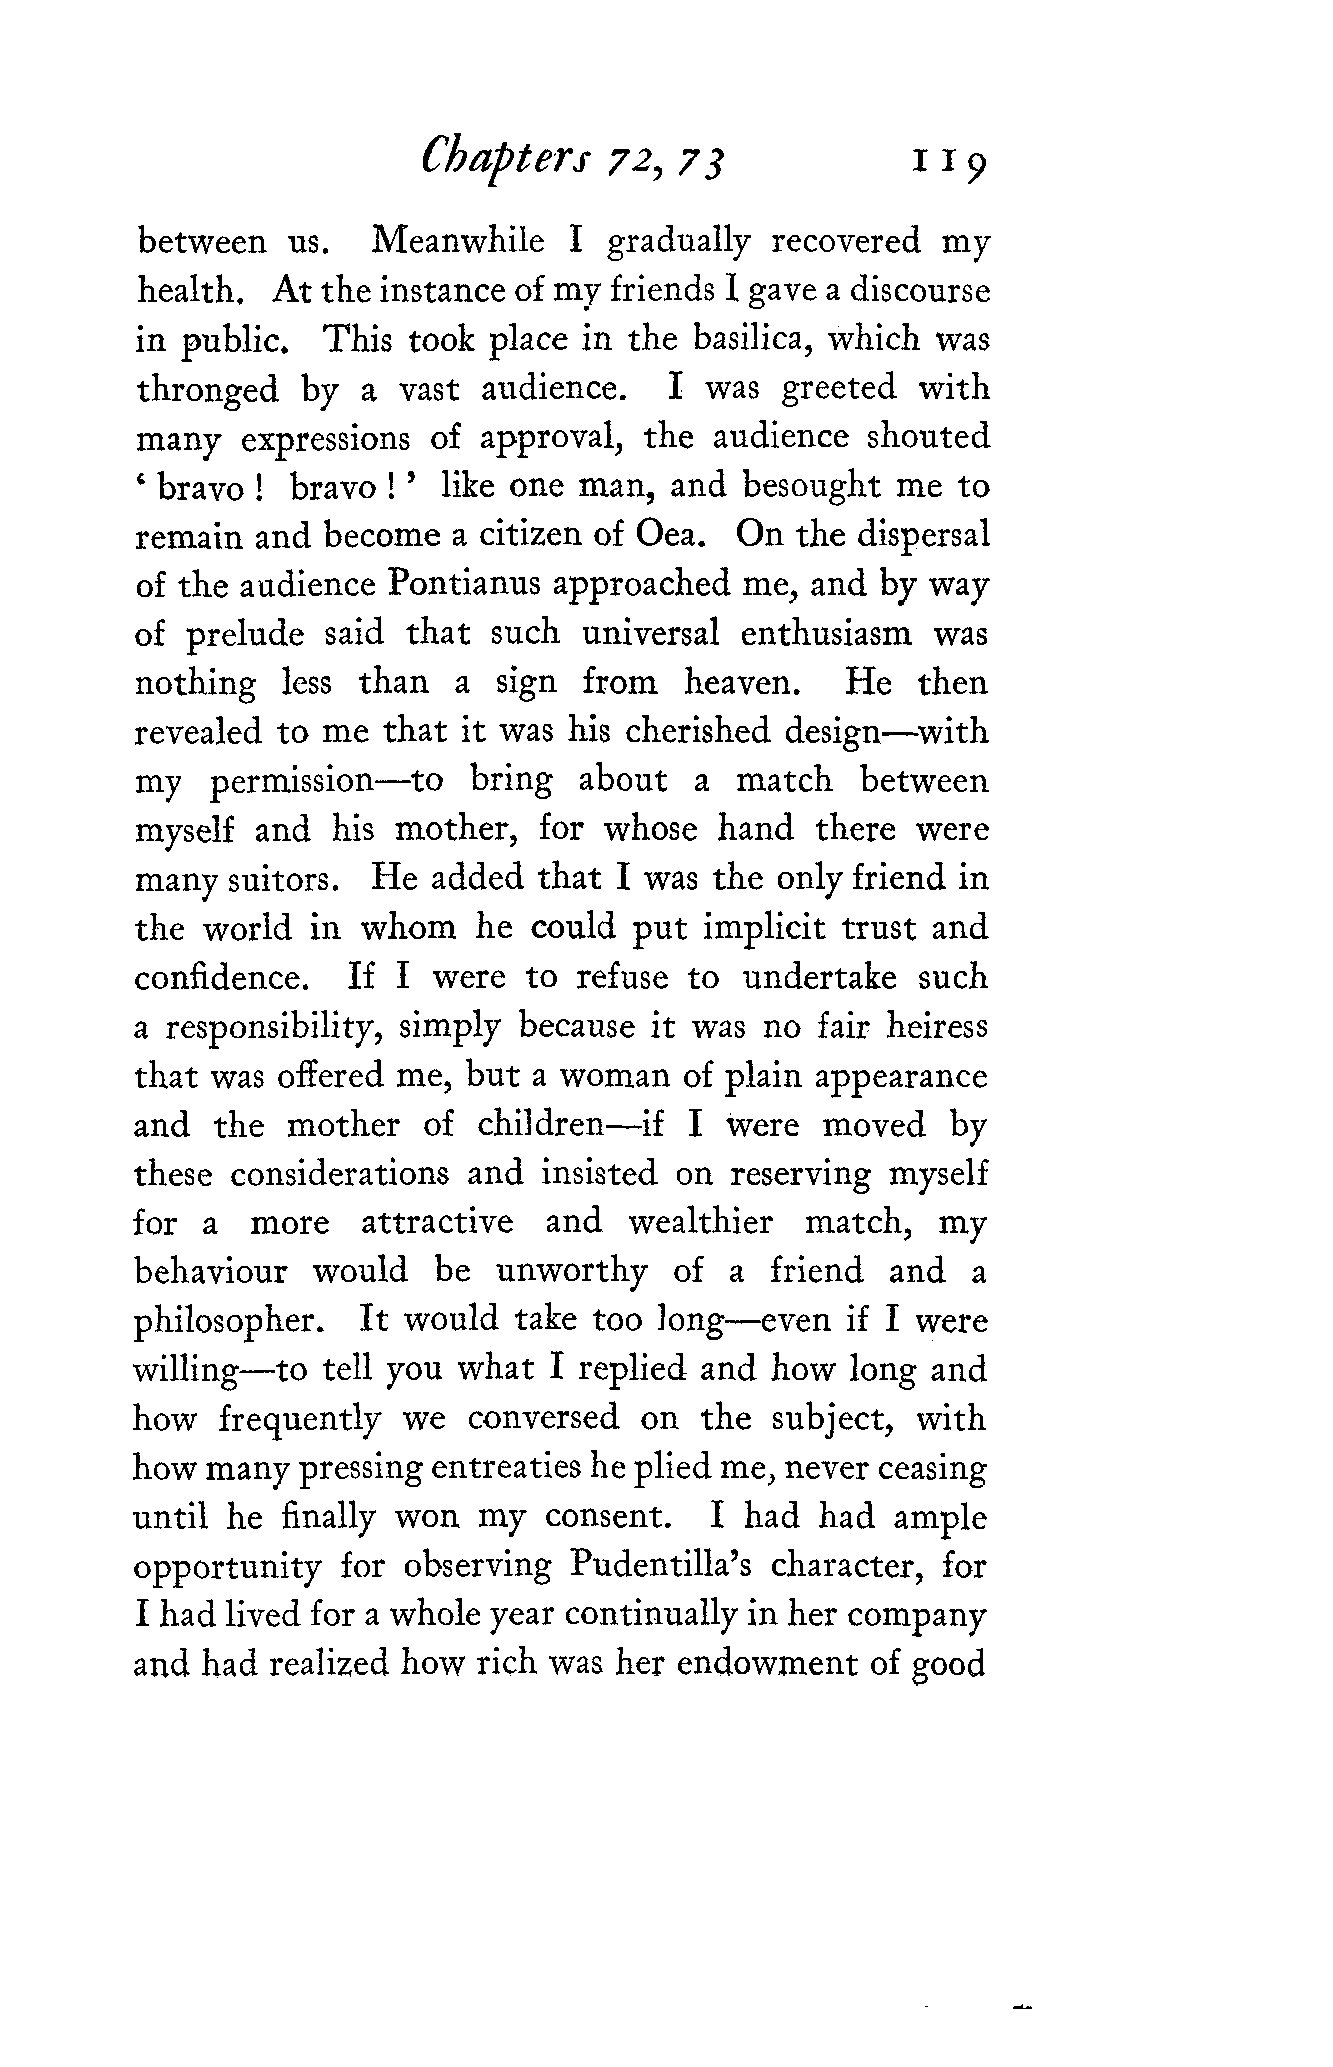 Chapters 72, 73 119
between us. Meanwhile I gradually recovered my
health. At the instance of my friends I gave a discourse
in public. This took place in the basilica, which was
thronged by a vast audience. I was greeted with
many expressions of approval, the audience shouted
‘ bravo ! bravo ! ’ like one man, and besought me to
remain and become a citizen of Oea. On the dispersal
of the audience Pontianus approached me, and by way
of prelude said that such universal enthusiasm was
nothing less than a sign from heaven. He then
revealed to me that it was his cherished design—with
my permission—to bring about a match between
myself and his mother, for whose hand there were
many suitors. He added that I was the only friend in
the world in whom he could put implicit trust and
confidence. If I were to refuse to undertake such
a responsibility, simply because it was no fair heiress
that was offered me, but a woman of plain appearance
and the mother of children—if I were moved by
these considerations and insisted on reserving myself
for a more attractive and wealthier match, my
behaviour would be unworthy of a friend and a
philosopher. It would take too long—even if I were
willing—to tell you what I replied and how long and
how frequently we conversed on the subject, with
how many pressing entreaties he plied me, never ceasing
until he finally won my consent. I had had ample
opportunity for observing Pudentilla’s character, for
I had lived for a whole year continually in her company
and had realized how rich was her endowment of good